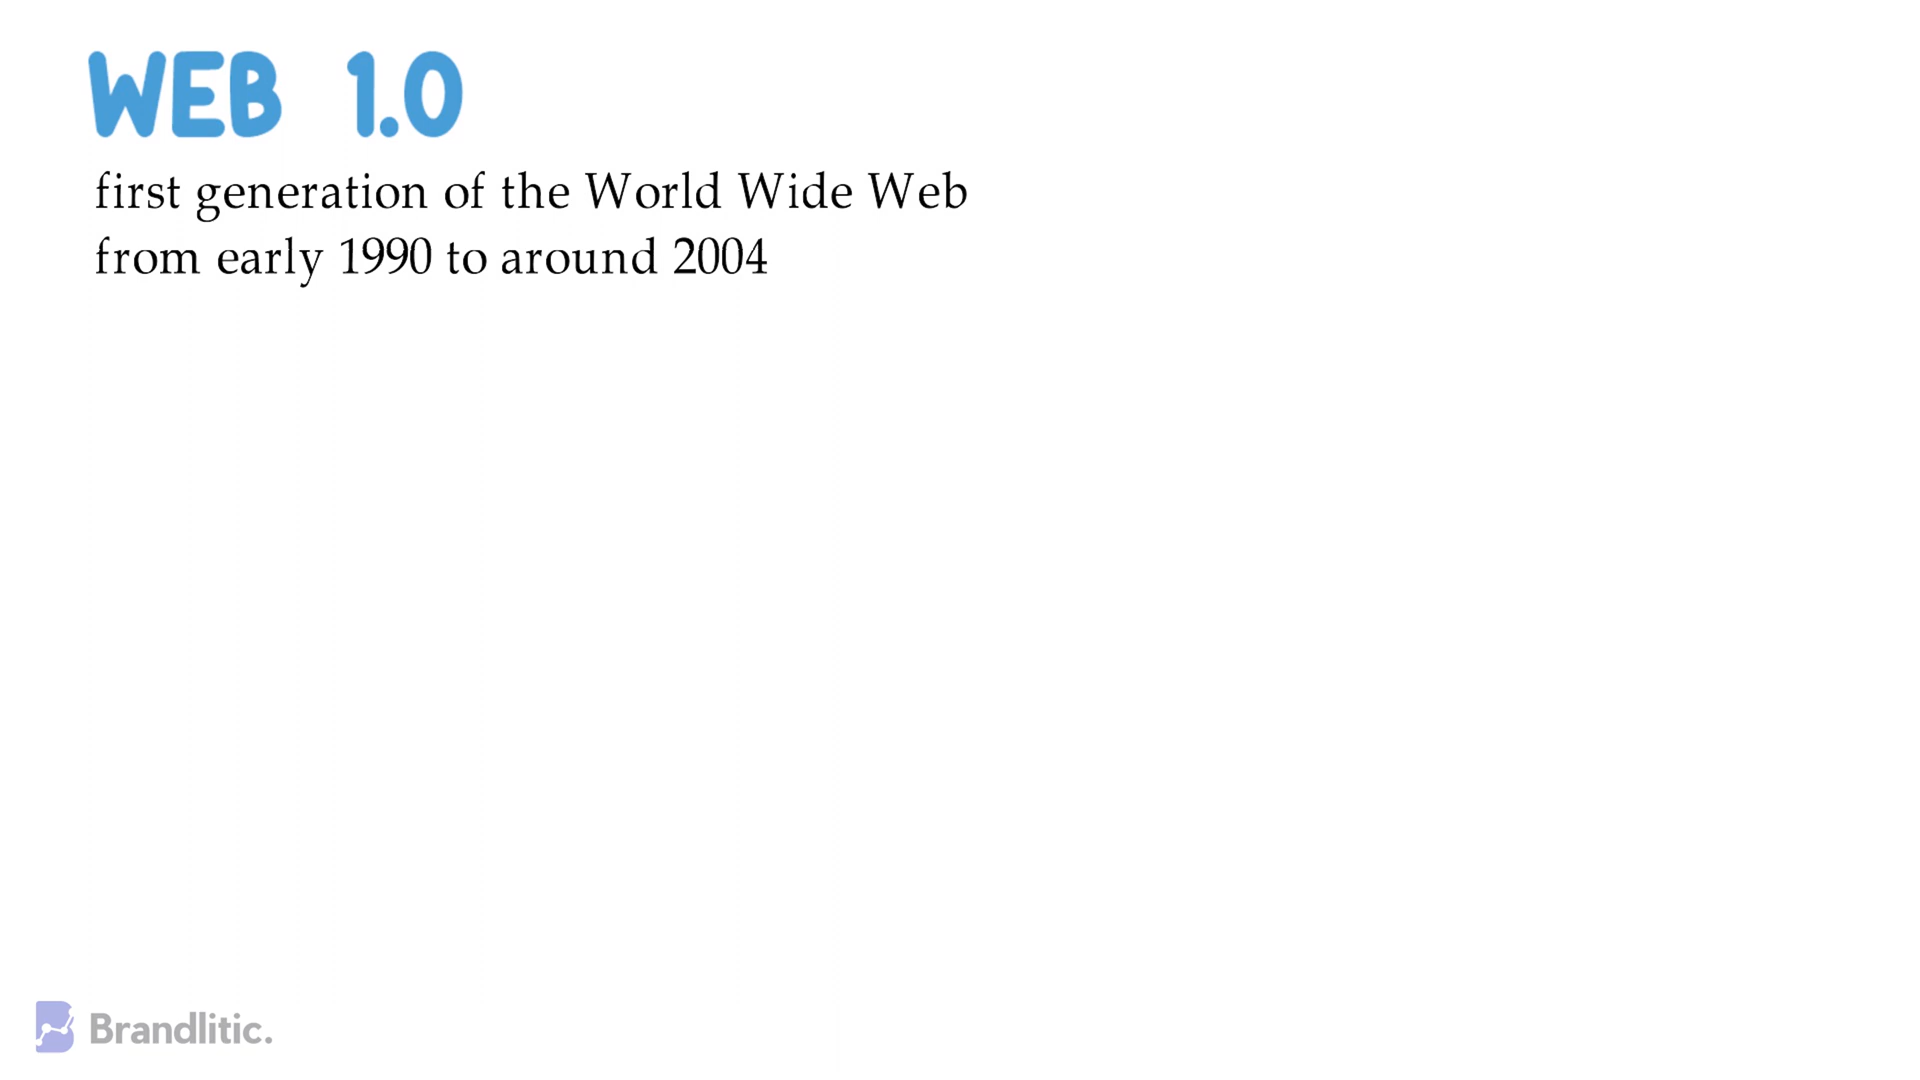 WEB 1.0
first generation of the World Wide Web
from early 1990 to around 2004
Brandlitic.